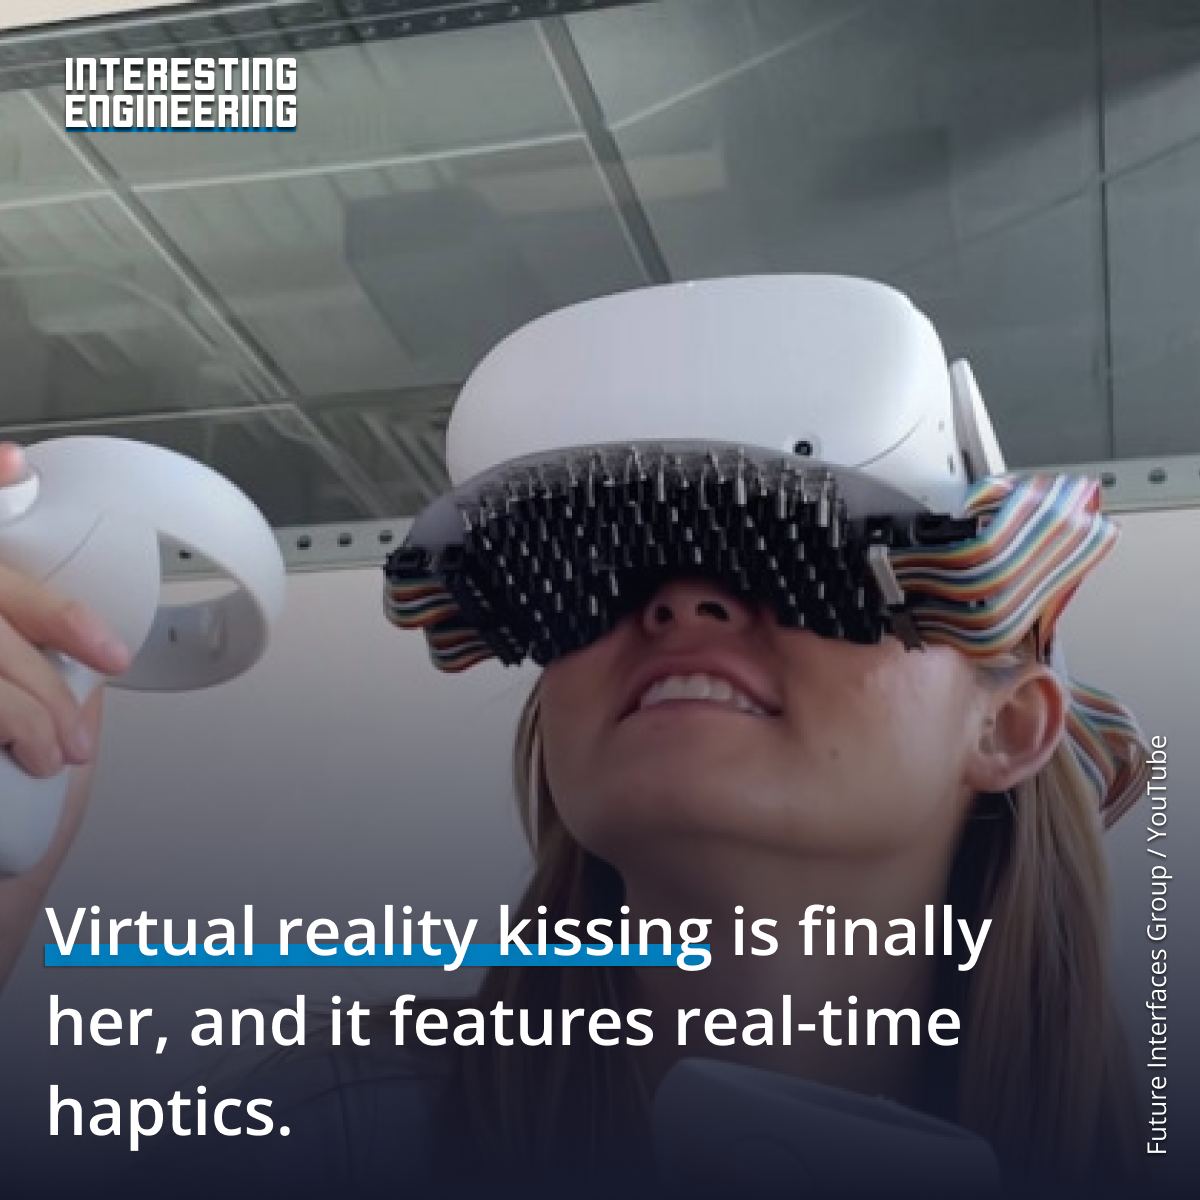 INTERESTING
ENGINEERING
Virtual reality kissing is finally
her, and it features real-time
haptics.
Future Interfaces Group / YouTube